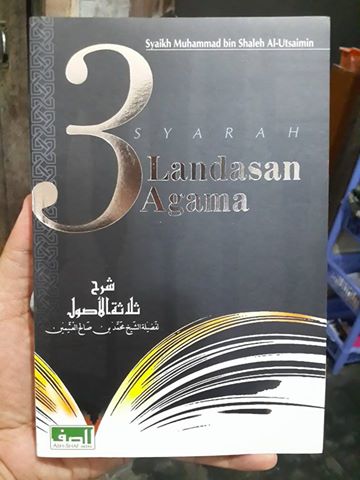 Syaikh Muhammad bin Shaleh Al-Utsaimin
3
SYARAH
Landasan
Agama
شرح
ثلاثة الأصول
لفضيلة الشيخ محمد بن صالح العثيمين
الصف